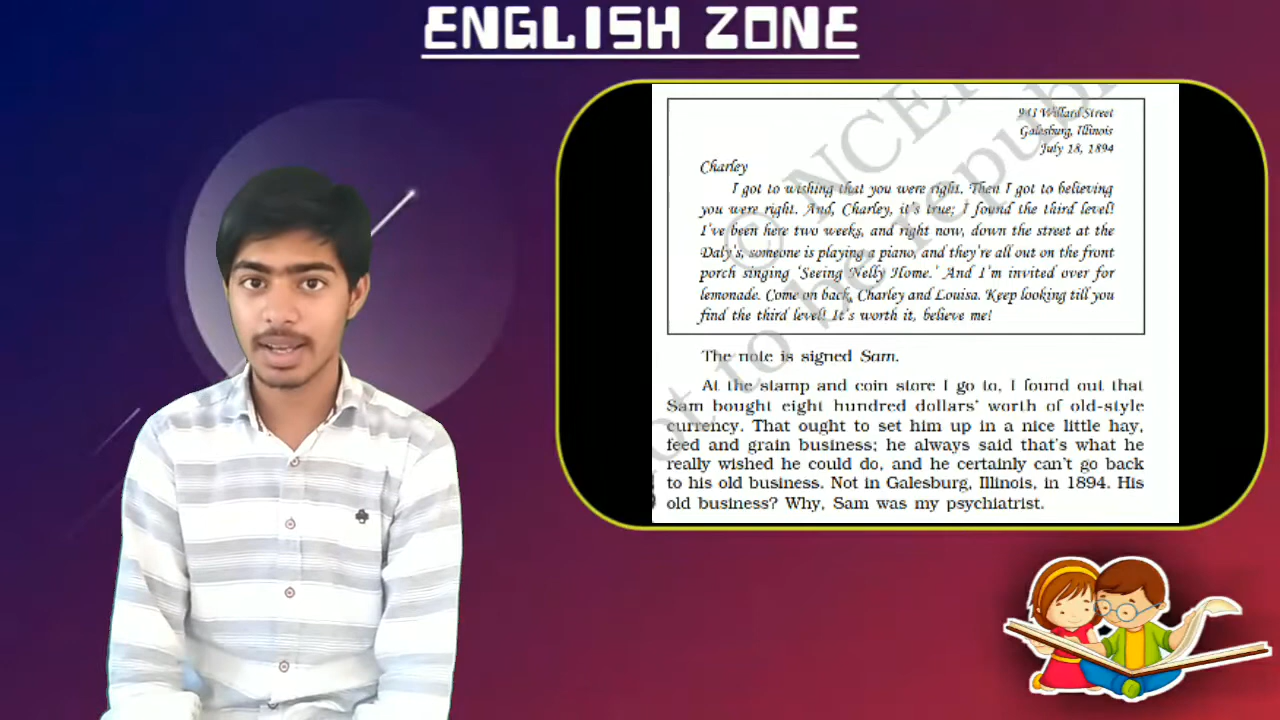 ENGLISH ZONE
943 Willard Street
Galesburg, Illinois
July 18, 1894
Charley
I got to wishing that you were right. Then I got to believing
you were right. And, Charley, it's true; I found the third level!
I've been here two weeks, and right now, down the street at the
Daly's, someone is playing a piano, and they're all out on the front
porch singing ‘Seeing Nelly Home.’ And I'm invited over for
lemonade. Come on back, Charley and Louisa. Keep looking till you
find the third level! It's worth it, believe me!
The note is signed Sam.
At the stamp and coin store I go to, I found out that
Sam bought eight hundred dollars' worth of old-style
currency. That ought to set him up in a nice little hay,
feed and grain business; he always said that's what he
really wished he could do, and he certainly can't go back
to his old business. Not in Galesburg, Illinois, in 1894. His
old business? Why, Sam was my psychiatrist.
© NCE
to be republ